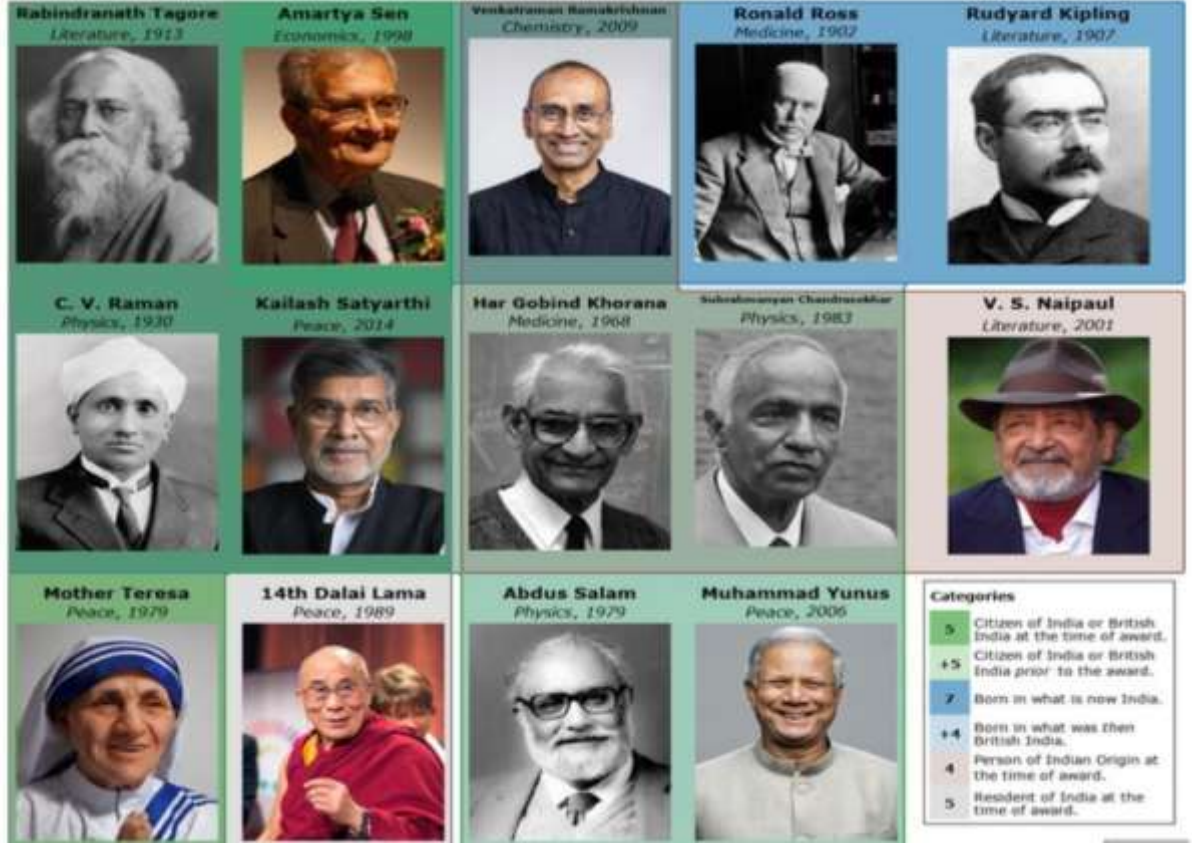 Rabindranath Tagore
Literature, 1913
Amartya Sen
Economics, 1998
Venkatraman Ramakrishnan
Chemistry, 2009
Ronald Ross
Medicine, 1902
Rudyard Kipling
Literature, 1907
C. V. Raman
Physics, 1930
Kailash Satyarthi
Peace, 2014
Har Gobind Khorana
Medicine, 1968
Subrahmanyan Chandrasekhar
Physics, 1983
V. S. Naipaul
Literature, 2001
Mother Teresa
Peace, 1979
14th Dalai Lama
Peace, 1989
Abdus Salam
Physics, 1979
Muhammad Yunus
Peace, 2006
Categories
5 Citizen of India or British
India at the time of award.
+5 Citizen of India or British
India prior to the award.
7 Born in what is now India.
+4 Born in what was then
British India.
4 Person of Indian Origin at
the time of award.
5 Resident of India at the
time of award.